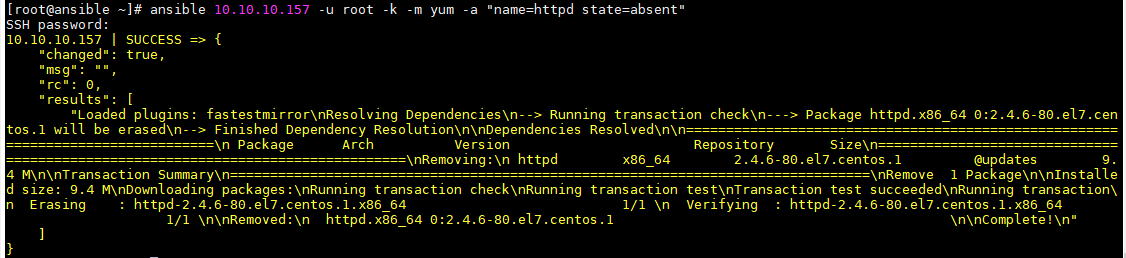 [root@ansible ~]# ansible 10.10.10.157 -u root -k -m yum -a "name=httpd state=absent"
SSH password:
10.10.10.157 | SUCCESS => {
    "changed": true,
    "msg": "",
    "rc": 0,
    "results": [
        "Loaded plugins: fastestmirror\nResolving Dependencies\n--> Running transaction check\n---> Package httpd.x86_64 0:2.4.6-80.el7.cen
tos.1 will be erased\n--> Finished Dependency Resolution\n\nDependencies Resolved\n\n======================================================
==========================\n Package       Arch            Version                          Repository       Size\n==============================
==================================================\nRemoving:\n httpd         x86_64         2.4.6-80.el7.centos.1          @updates       9.
4 M\n\nTransaction Summary\n================================================================================\nRemove  1 Package\n\nInstalle
d size: 9.4 M\nDownloading packages:\nRunning transaction check\nRunning transaction test\nTransaction test succeeded\nRunning transaction\
n  Erasing    : httpd-2.4.6-80.el7.centos.1.x86_64                           1/1 \n  Verifying  : httpd-2.4.6-80.el7.centos.1.x86_64
                    1/1 \n\nRemoved:\n  httpd.x86_64 0:2.4.6-80.el7.centos.1                                          \n\nComplete!\n"
    ]
}